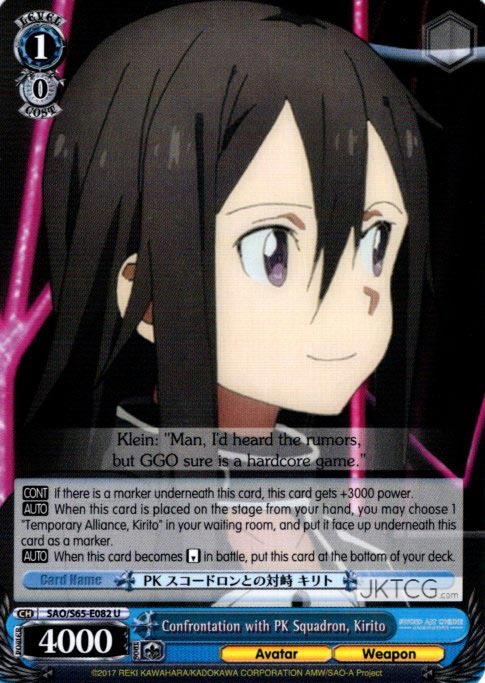 LEVEL
1
0
COST
Klein: "Man, I'd heard the rumors,
but GGO sure is a hardcore game."
CONT If there is a marker underneath this card, this card gets +3000 power.
AUTO When this card is placed on the stage from your hand, you may choose 1
"Temporary Alliance, Kirito" in your waiting room, and put it face up underneath this
card as a marker.
AUTO When this card becomes in battle, put this card at the bottom of your deck.
Card Name PK スコードロンとの対峙 キリト
JKTCG.com
CH SAO/S65-E082 U
POWER 4000 SOUL
Confrontation with PK Squadron, Kirito
SWORD ART ONLINE
Avatar Weapon
©2017 REKI KAWAHARA/KADOKAWA CORPORATION AMW/SAO-A Project